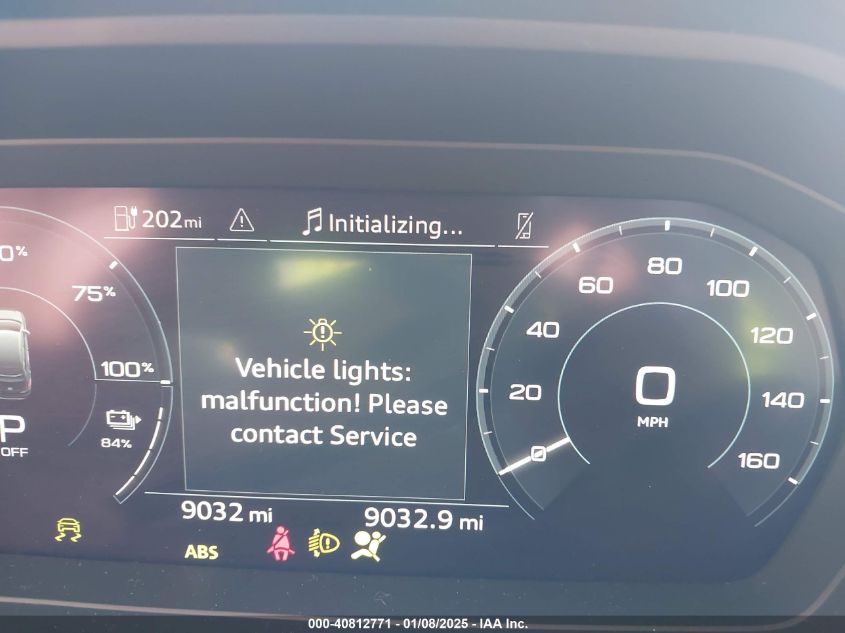 202mi
Initializing...
0%
75%
100%
84%
P
OFF
Vehicle lights:
malfunction! Please
contact Service
20
40
60
80
100
120
140
160
0
MPH
9032 mi
9032.9 mi
ABS
000-40812771 - 01/08/2025 - IAA Inc.